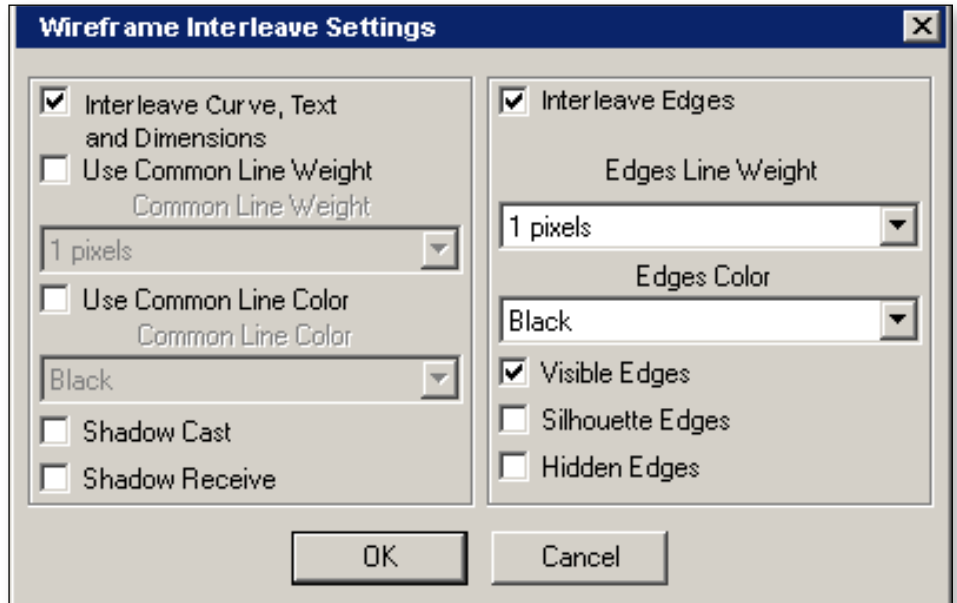 Wireframe Interleave Settings
Interleave Curve, Text
and Dimensions
Use Common Line Weight
Common Line Weight
1 pixels
Use Common Line Color
Common Line Color
Black
Shadow Cast
Shadow Receive
Interleave Edges
Edges Line Weight
1 pixels
Edges Color
Black
Visible Edges
Silhouette Edges
Hidden Edges
OK
Cancel